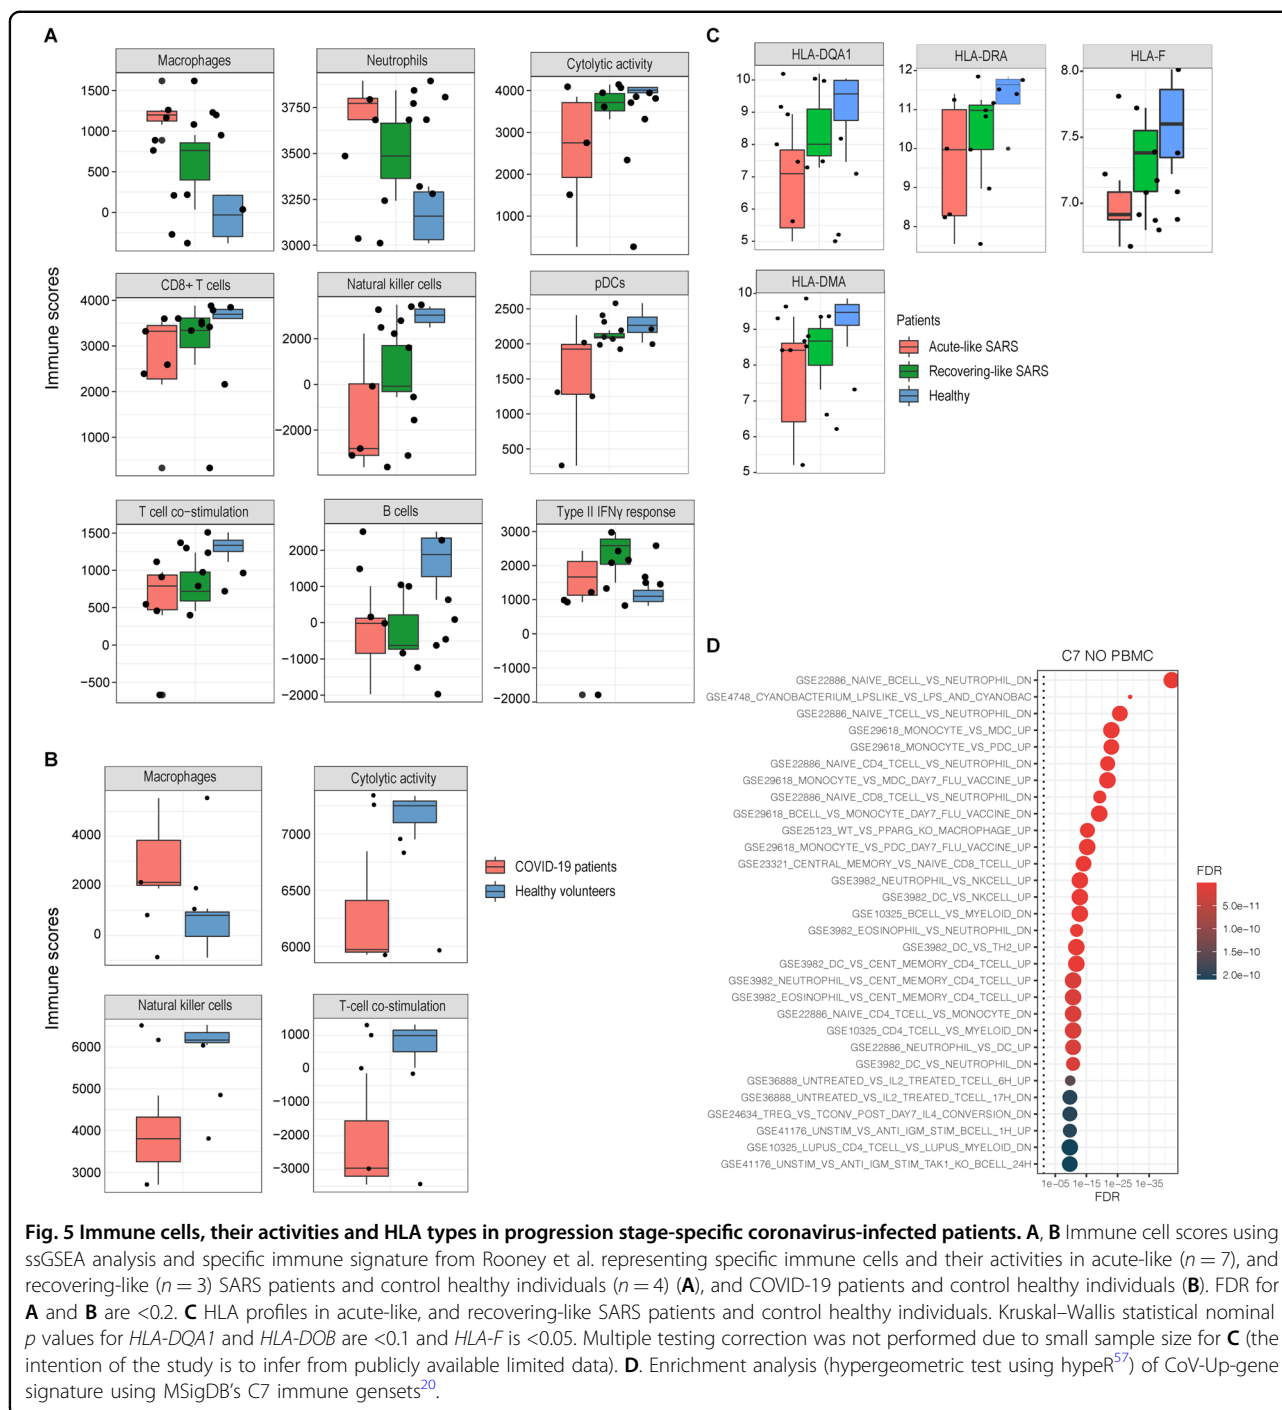 A
Macrophages
1500
1000
500
0
Neutrophils
3750
3500
3250
3000
Cytolytic activity
4000
3000
2000
1000
Immune scores
CD8+ T cells
4000
3000
2000
1000
Natural killer cells
2000
0
−2000
pDCs
2500
2000
1500
1000
500
T cell co−stimulation
1500
1000
500
0
−500
B cells
2000
1000
0
−1000
−2000
Type II IFNγ response
3000
2000
1000
0
−1000
−2000
C
HLA-DQA1
10
9
8
7
6
5
HLA-DRA
12
11
10
9
8
HLA-F
8.0
7.5
7.0
HLA-DMA
10
9
8
7
6
5
Patients
Acute-like SARS
Recovering-like SARS
Healthy
B
Macrophages
4000
2000
0
Cytolytic activity
7000
6500
6000
COVID-19 patients
Healthy volunteers
Immune scores
Natural killer cells
6000
5000
4000
3000
T-cell co-stimulation
1000
0
−1000
−2000
−3000
D
C7 NO PBMC
GSE22886_NAIVE_BCELL_VS_NEUTROPHIL_DN
GSE4748_CYANOBACTERIUM_LPSLIKE_VS_LPS_AND_CYANOBAC
GSE22886_NAIVE_TCELL_VS_NEUTROPHIL_DN
GSE29618_MONOCYTE_VS_MDC_UP
GSE29618_MONOCYTE_VS_PDC_UP
GSE22886_NAIVE_CD4_TCELL_VS_NEUTROPHIL_DN
GSE29618_MONOCYTE_VS_MDC_DAY7_FLU_VACCINE_UP
GSE22886_NAIVE_CD8_TCELL_VS_NEUTROPHIL_DN
GSE29618_BCELL_VS_MONOCYTE_DAY7_FLU_VACCINE_DN
GSE25123_WT_VS_PPARG_KO_MACROPHAGE_UP
GSE29618_MONOCYTE_VS_PDC_DAY7_FLU_VACCINE_UP
GSE23321_CENTRAL_MEMORY_VS_NAIVE_CD8_TCELL_UP
GSE3982_NEUTROPHIL_VS_NKCELL_UP
GSE3982_DC_VS_NKCELL_UP
GSE10325_BCELL_VS_MYELOID_DN
GSE3982_EOSINOPHIL_VS_NEUTROPHIL_DN
GSE3982_DC_VS_TH2_UP
GSE3982_DC_VS_CENT_MEMORY_CD4_TCELL_UP
GSE3982_NEUTROPHIL_VS_CENT_MEMORY_CD4_TCELL_UP
GSE3982_EOSINOPHIL_VS_CENT_MEMORY_CD4_TCELL_UP
GSE22886_NAIVE_CD4_TCELL_VS_MONOCYTE_DN
GSE10325_CD4_TCELL_VS_MYELOID_DN
GSE22886_NEUTROPHIL_VS_DC_UP
GSE3982_DC_VS_NEUTROPHIL_DN
GSE36888_UNTREATED_VS_IL2_TREATED_TCELL_6H_UP
GSE36888_UNTREATED_VS_IL2_TREATED_TCELL_17H_DN
GSE24634_TREG_VS_TCONV_POST_DAY7_IL4_CONVERSION_DN
GSE41176_UNSTIM_VS_ANTI_IGM_STIM_BCELL_1H_UP
GSE10325_LUPUS_CD4_TCELL_VS_LUPUS_MYELOID_DN
GSE41176_UNSTIM_VS_ANTI_IGM_STIM_TAK1_KO_BCELL_24H
1e−05 1e−15 1e−25 1e−35
FDR
FDR
5.0e−11
1.0e−10
1.5e−10
2.0e−10
Fig. 5 Immune cells, their activities and HLA types in progression stage-specific coronavirus-infected patients. A, B Immune cell scores using
ssGSEA analysis and specific immune signature from Rooney et al. representing specific immune cells and their activities in acute-like (n = 7), and
recovering-like (n = 3) SARS patients and control healthy individuals (n = 4) (A), and COVID-19 patients and control healthy individuals (B). FDR for
A and B are <0.2. C HLA profiles in acute-like, and recovering-like SARS patients and control healthy individuals. Kruskal–Wallis statistical nominal
p values for HLA-DQA1 and HLA-DOB are <0.1 and HLA-F is <0.05. Multiple testing correction was not performed due to small sample size for C (the
intention of the study is to infer from publicly available limited data). D. Enrichment analysis (hypergeometric test using hypeR57) of CoV-Up-gene
signature using MSigDB's C7 immune gensets20.